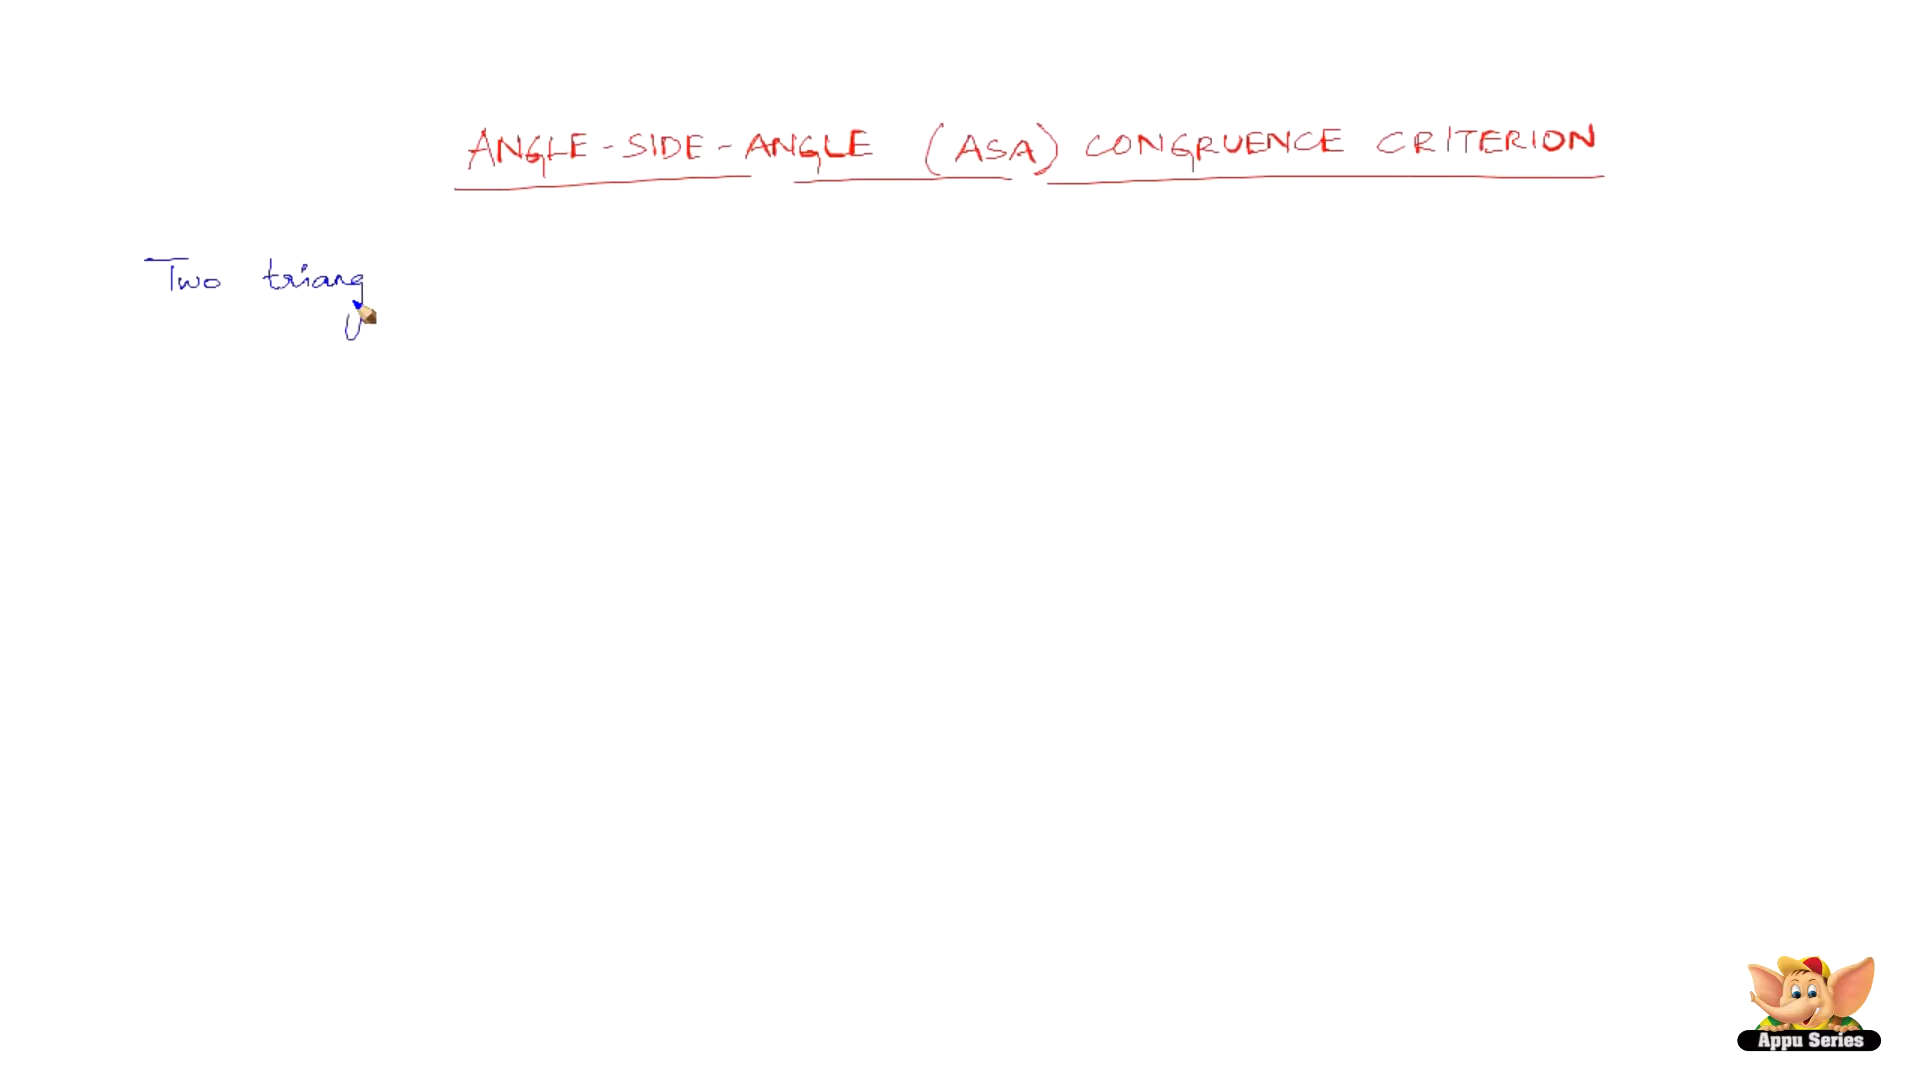 ANGLE-SIDE-ANGLE (ASA) CONGRUENCE CRITERION
Two triang
Appu Series